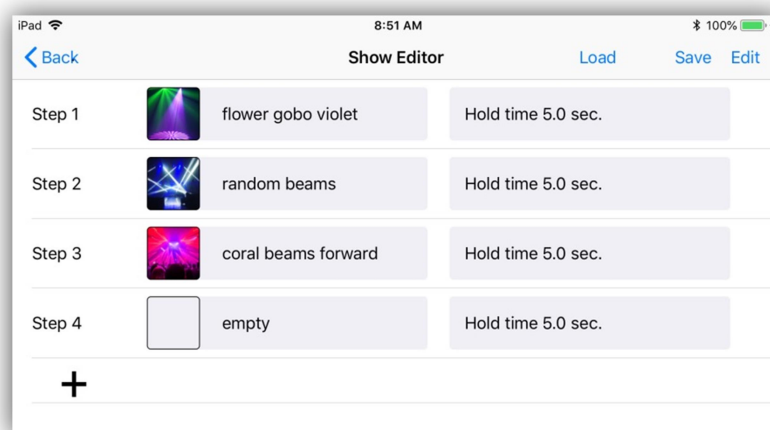 iPad 8:51 AM 100%
Back Show Editor Load Save Edit
Step 1 flower gobo violet Hold time 5.0 sec.
Step 2 random beams Hold time 5.0 sec.
Step 3 coral beams forward Hold time 5.0 sec.
Step 4 empty Hold time 5.0 sec.
+